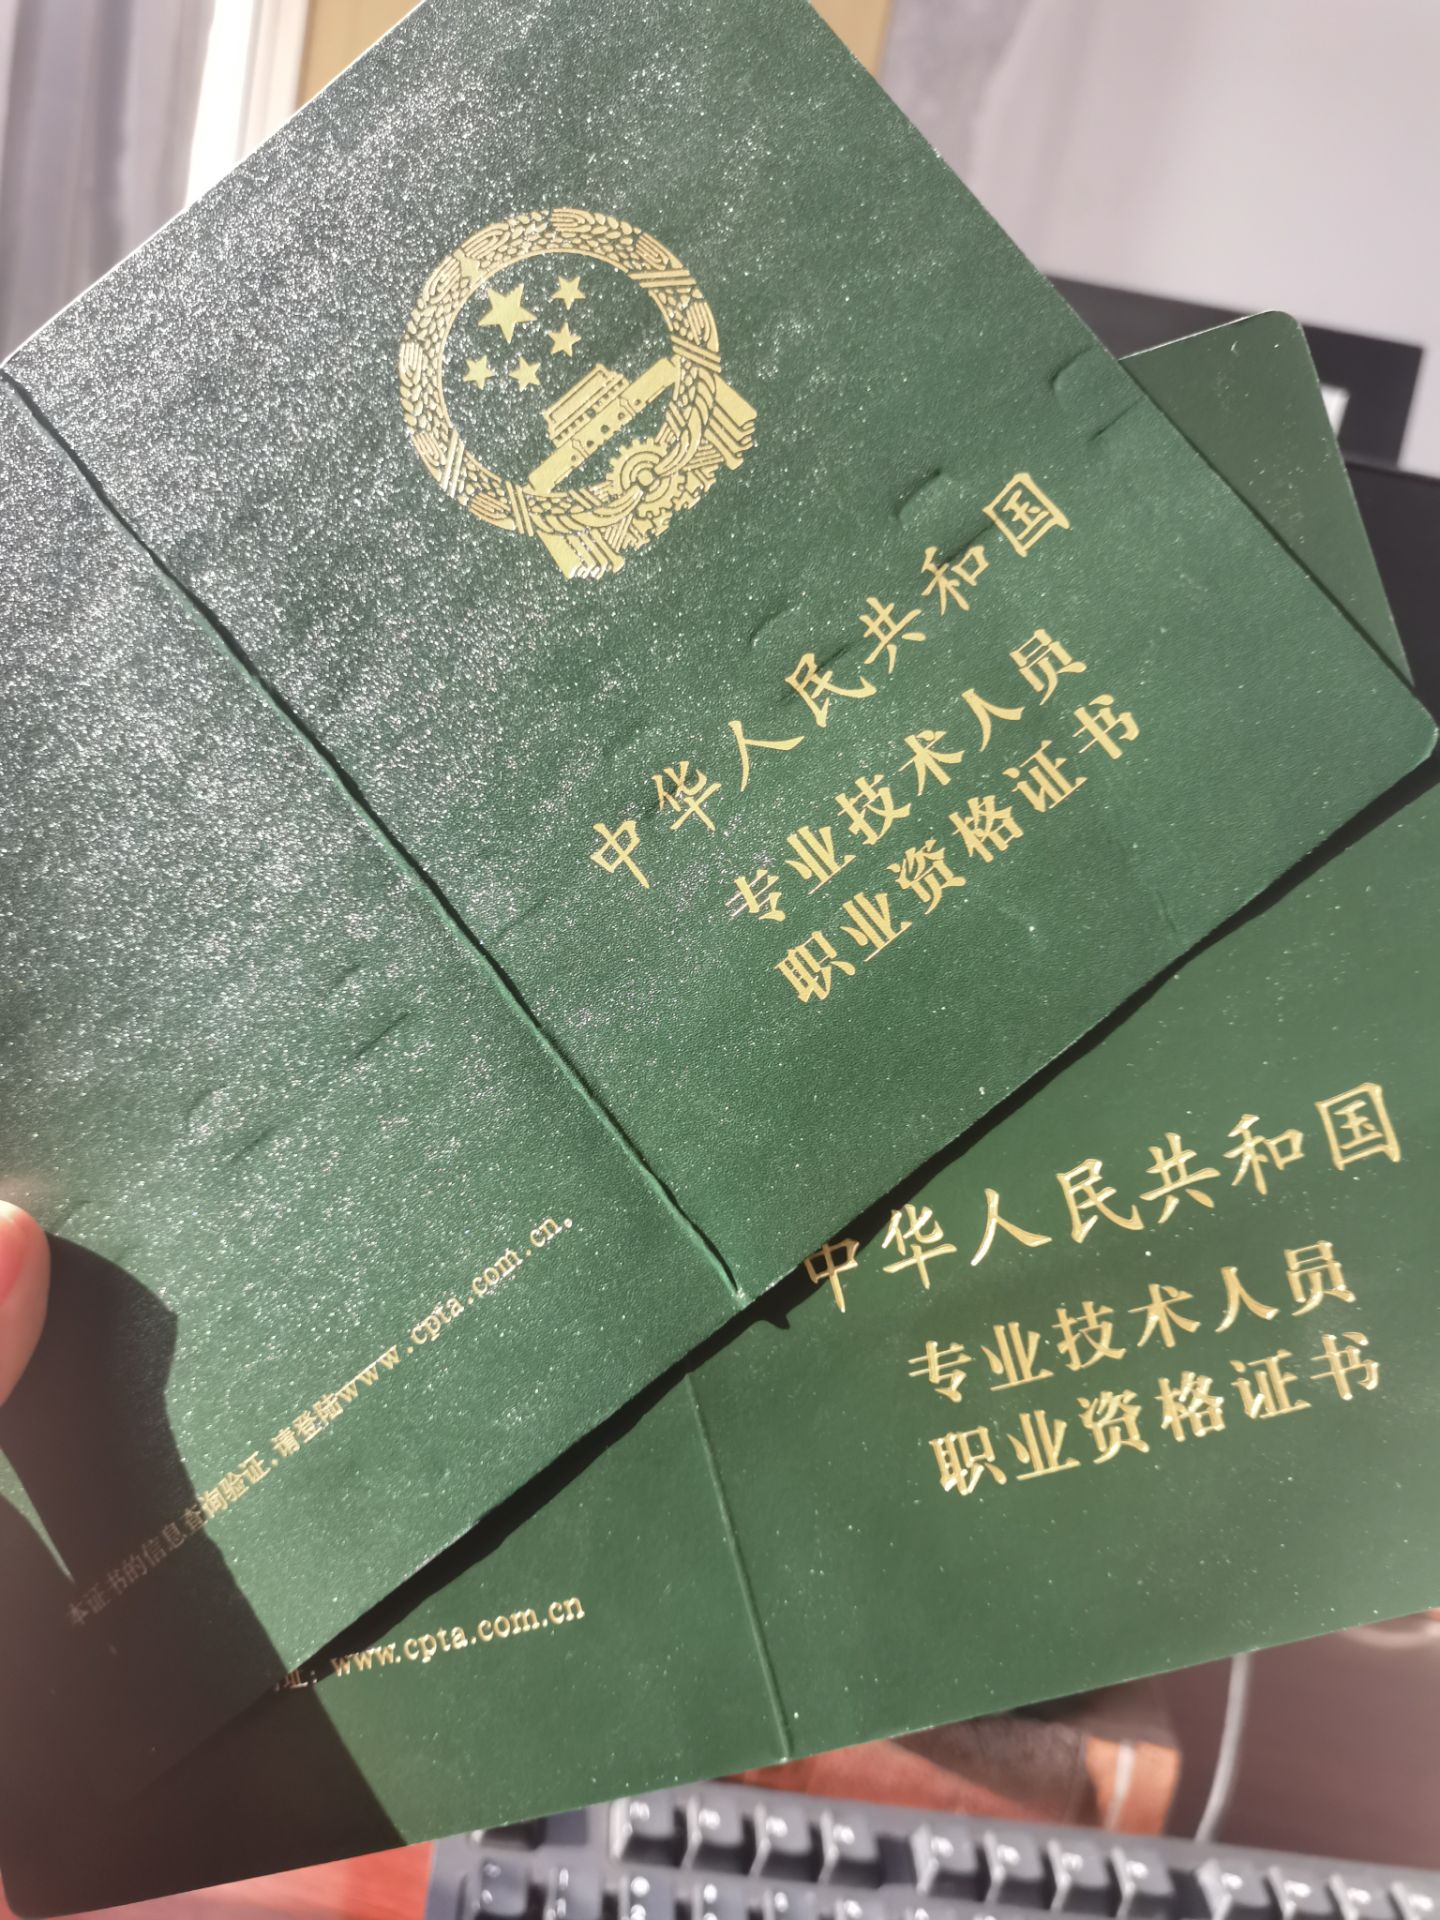 中华人民共和国
专业技术人员
职业资格证书
本证书的信息查询验证,请登陆www.cpta.com.cn。
中华人民共和国
专业技术人员
职业资格证书
址：www.cpta.com.cn